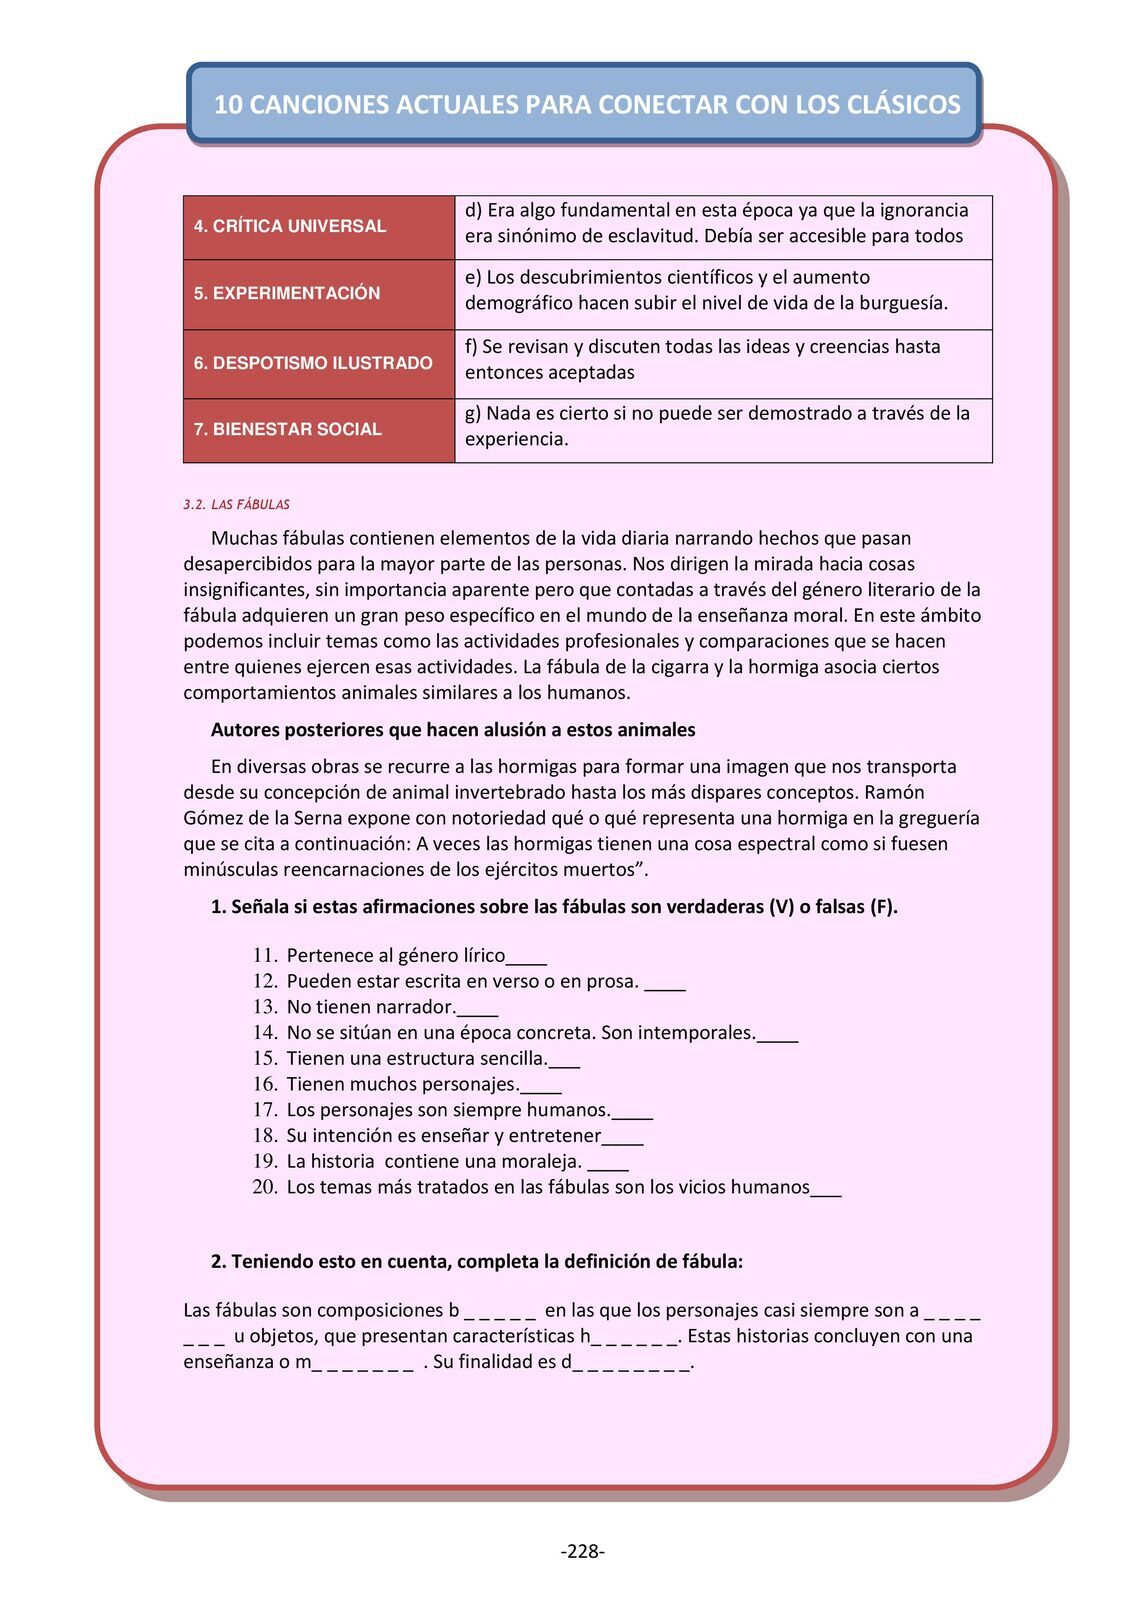 10 CANCIONES ACTUALES PARA CONECTAR CON LOS CLÁSICOS
4. CRÍTICA UNIVERSAL
d) Era algo fundamental en esta época ya que la ignorancia
era sinónimo de esclavitud. Debía ser accesible para todos
5. EXPERIMENTACIÓN
e) Los descubrimientos científicos y el aumento
demográfico hacen subir el nivel de vida de la burguesía.
6. DESPOTISMO ILUSTRADO
f) Se revisan y discuten todas las ideas y creencias hasta
entonces aceptadas
7. BIENESTAR SOCIAL
g) Nada es cierto si no puede ser demostrado a través de la
experiencia.
3.2. LAS FÁBULAS
Muchas fábulas contienen elementos de la vida diaria narrando hechos que pasan
desapercibidos para la mayor parte de las personas. Nos dirigen la mirada hacia cosas
insignificantes, sin importancia aparente pero que contadas a través del género literario de la
fábula adquieren un gran peso específico en el mundo de la enseñanza moral. En este ámbito
podemos incluir temas como las actividades profesionales y comparaciones que se hacen
entre quienes ejercen esas actividades. La fábula de la cigarra y la hormiga asocia ciertos
comportamientos animales similares a los humanos.
Autores posteriores que hacen alusión a estos animales
En diversas obras se recurre a las hormigas para formar una imagen que nos transporta
desde su concepción de animal invertebrado hasta los más dispares conceptos. Ramón
Gómez de la Serna expone con notoriedad qué o qué representa una hormiga en la greguería
que se cita a continuación: A veces las hormigas tienen una cosa espectral como si fuesen
minúsculas reencarnaciones de los ejércitos muertos”.
1. Señala si estas afirmaciones sobre las fábulas son verdaderas (V) o falsas (F).
11. Pertenece al género lírico____
12. Pueden estar escrita en verso o en prosa. ____
13. No tienen narrador.____
14. No se sitúan en una época concreta. Son intemporales.____
15. Tienen una estructura sencilla.___
16. Tienen muchos personajes.____
17. Los personajes son siempre humanos.____
18. Su intención es enseñar y entretener____
19. La historia contiene una moraleja. ____
20. Los temas más tratados en las fábulas son los vicios humanos___
2. Teniendo esto en cuenta, completa la definición de fábula:
Las fábulas son composiciones b _ _ _ _ _ en las que los personajes casi siempre son a _ _ _ _
_ _ _ u objetos, que presentan características h_ _ _ _ _ _. Estas historias concluyen con una
enseñanza o m_ _ _ _ _ _ _ . Su finalidad es d_ _ _ _ _ _ _ _.
-228-